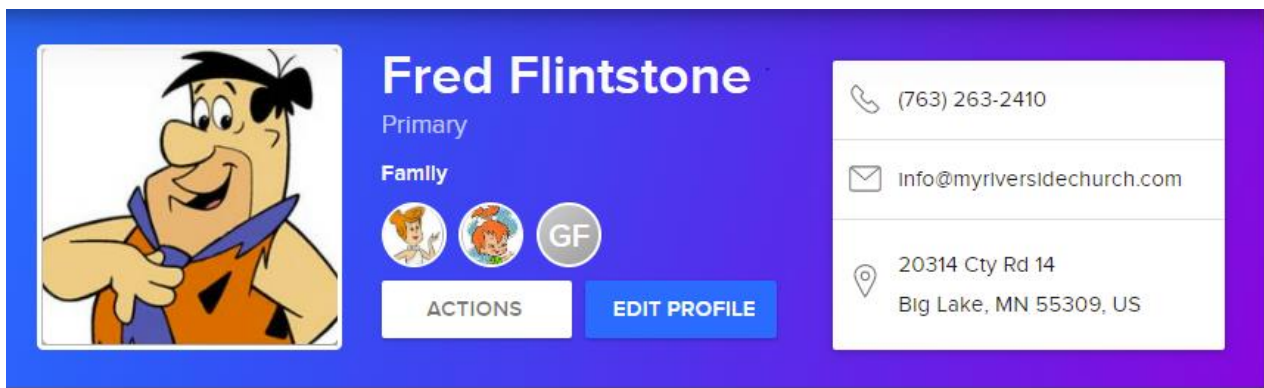 Fred Flintstone
Primary
Family
GF
ACTIONS
EDIT PROFILE
(763) 263-2410
info@myriversidechurch.com
20314 Cty Rd 14
Big Lake, MN 55309, US